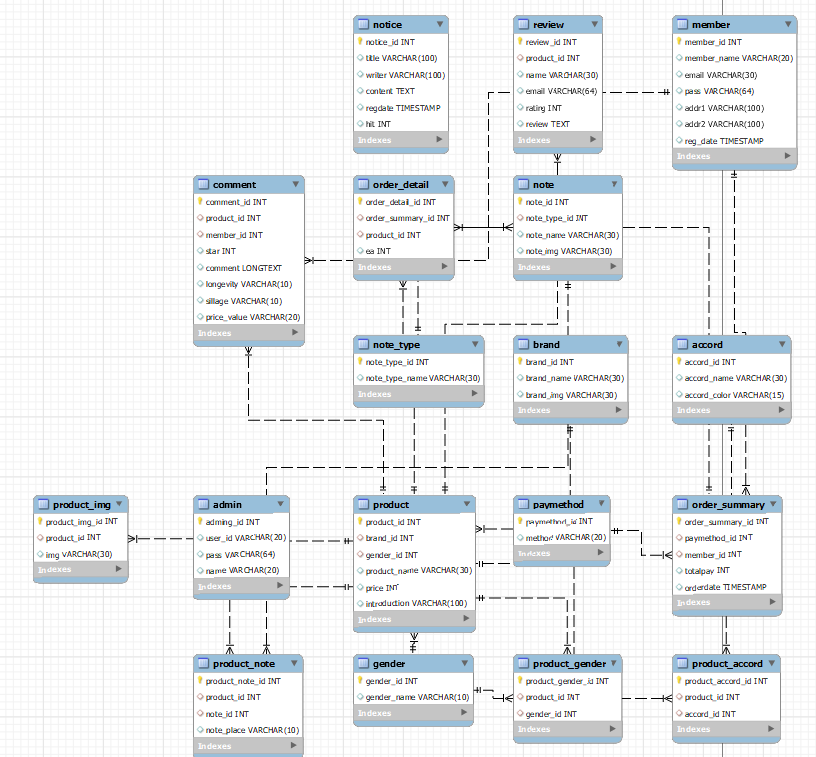 notice
notice_id INT
title VARCHAR(100)
writer VARCHAR(100)
content TEXT
regdate TIMESTAMP
hit INT
Indexes
review
review_id INT
product_id INT
name VARCHAR(30)
email VARCHAR(64)
rating INT
review TEXT
Indexes
member
member_id INT
member_name VARCHAR(20)
email VARCHAR(30)
pass VARCHAR(64)
addr1 VARCHAR(100)
addr2 VARCHAR(100)
reg_date TIMESTAMP
Indexes
comment
comment_id INT
product_id INT
member_id INT
star INT
comment LONGTEXT
longevity VARCHAR(10)
sillage VARCHAR(10)
price_value VARCHAR(20)
Indexes
order_detail
order_detail_id INT
order_summary_id INT
product_id INT
ea INT
Indexes
note
note_id INT
note_type_id INT
note_name VARCHAR(30)
note_img VARCHAR(30)
Indexes
note_type
note_type_id INT
note_type_name VARCHAR(30)
Indexes
brand
brand_id INT
brand_name VARCHAR(30)
brand_img VARCHAR(30)
Indexes
accord
accord_id INT
accord_name VARCHAR(30)
accord_color VARCHAR(15)
Indexes
product_img
product_img_id INT
product_id INT
img VARCHAR(30)
Indexes
admin
adming_id INT
user_id VARCHAR(20)
pass VARCHAR(64)
name VARCHAR(20)
Indexes
product
product_id INT
brand_id INT
gender_id INT
product_name VARCHAR(30)
price INT
introduction VARCHAR(100)
Indexes
paymethod
paymethod_id INT
method VARCHAR(20)
Indexes
order_summary
order_summary_id INT
paymethod_id INT
member_id INT
totalpay INT
orderdate TIMESTAMP
Indexes
product_note
product_note_id INT
product_id INT
note_id INT
note_place VARCHAR(10)
Indexes
gender
gender_id INT
gender_name VARCHAR(10)
Indexes
product_gender
product_gender_id INT
product_id INT
gender_id INT
Indexes
product_accord
product_accord_id INT
product_id INT
accord_id INT
Indexes